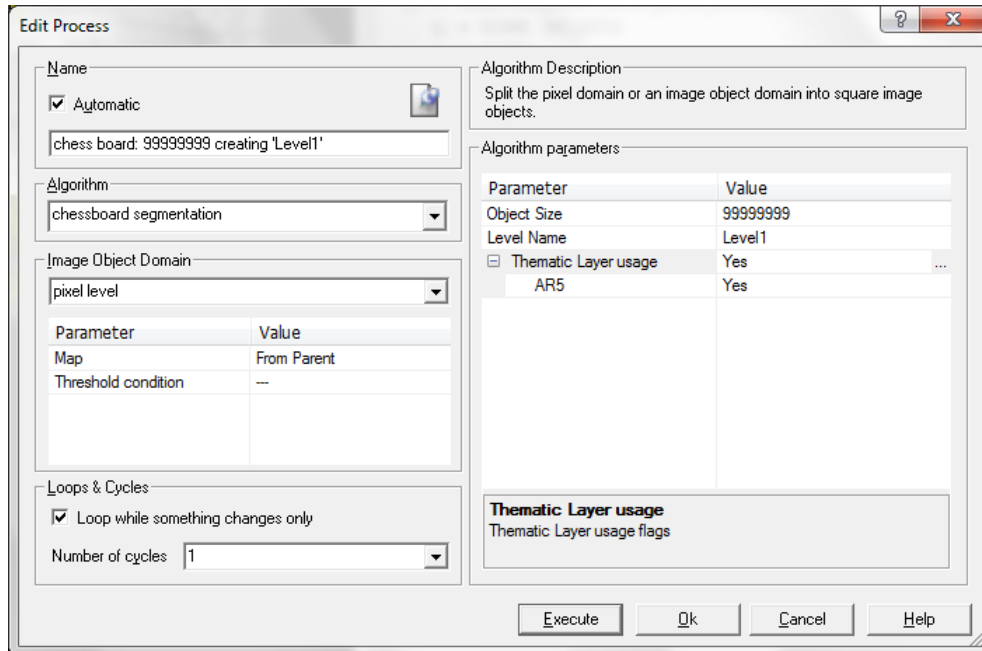 Edit Process
Name
Automatic
chess board: 99999999 creating 'Level1'
Algorithm
chessboard segmentation
Image Object Domain
pixel level
Parameter Value
Map From Parent
Threshold condition ---
Loops & Cycles
Loop while something changes only
Number of cycles 1
Algorithm Description
Split the pixel domain or an image object domain into square image
objects.
Algorithm parameters
Parameter Value
Object Size 99999999
Level Name Level1
Thematic Layer usage Yes ...
AR5 Yes
Thematic Layer usage
Thematic Layer usage flags
Execute Ok Cancel Help